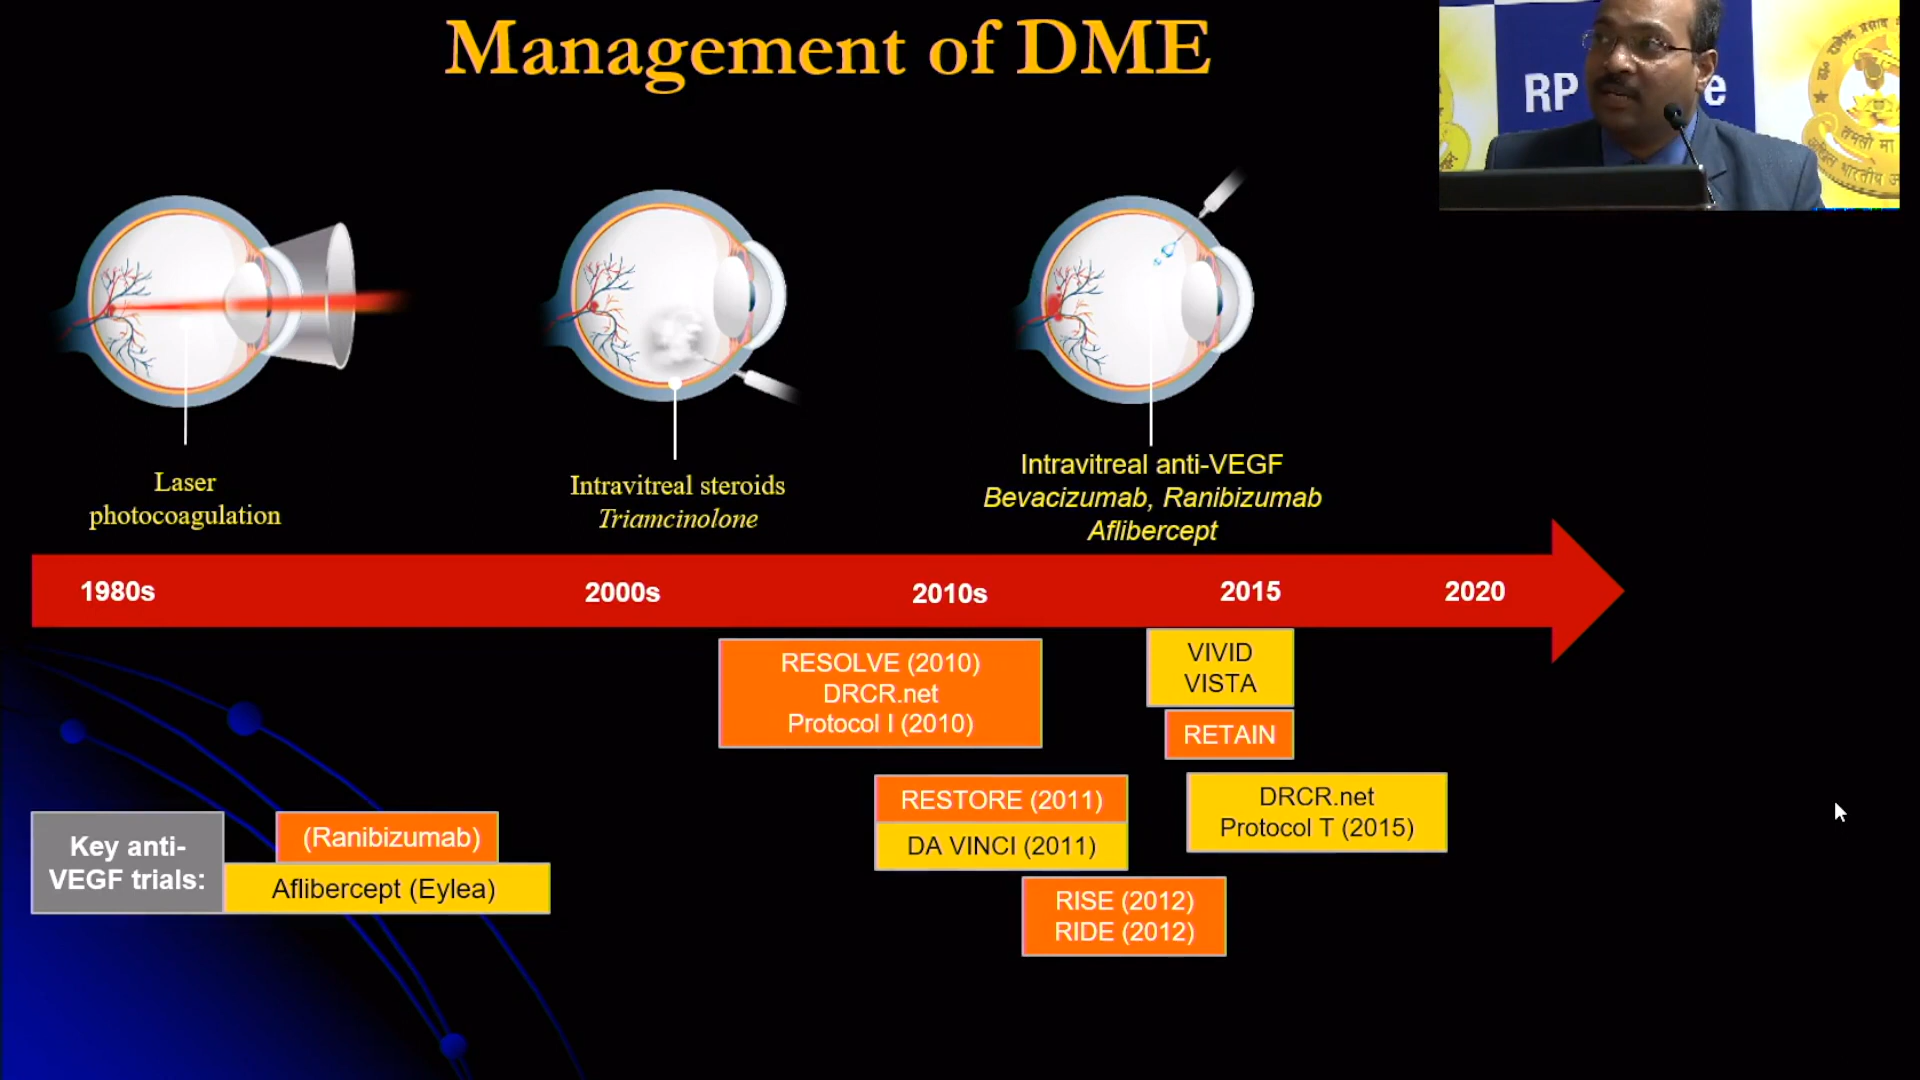 Management of DME
RP
e
तमसो मा
Laser
photocoagulation
Intravitreal steroids
Triamcinolone
Intravitreal anti-VEGF
Bevacizumab, Ranibizumab
Aflibercept
1980s
2000s
2010s
2015
2020
RESOLVE (2010)
DRCR.net
Protocol I (2010)
VIVID
VISTA
RETAIN
RESTORE (2011)
DA VINCI (2011)
DRCR.net
Protocol T (2015)
RISE (2012)
RIDE (2012)
Key anti-
VEGF trials:
(Ranibizumab)
Aflibercept (Eylea)